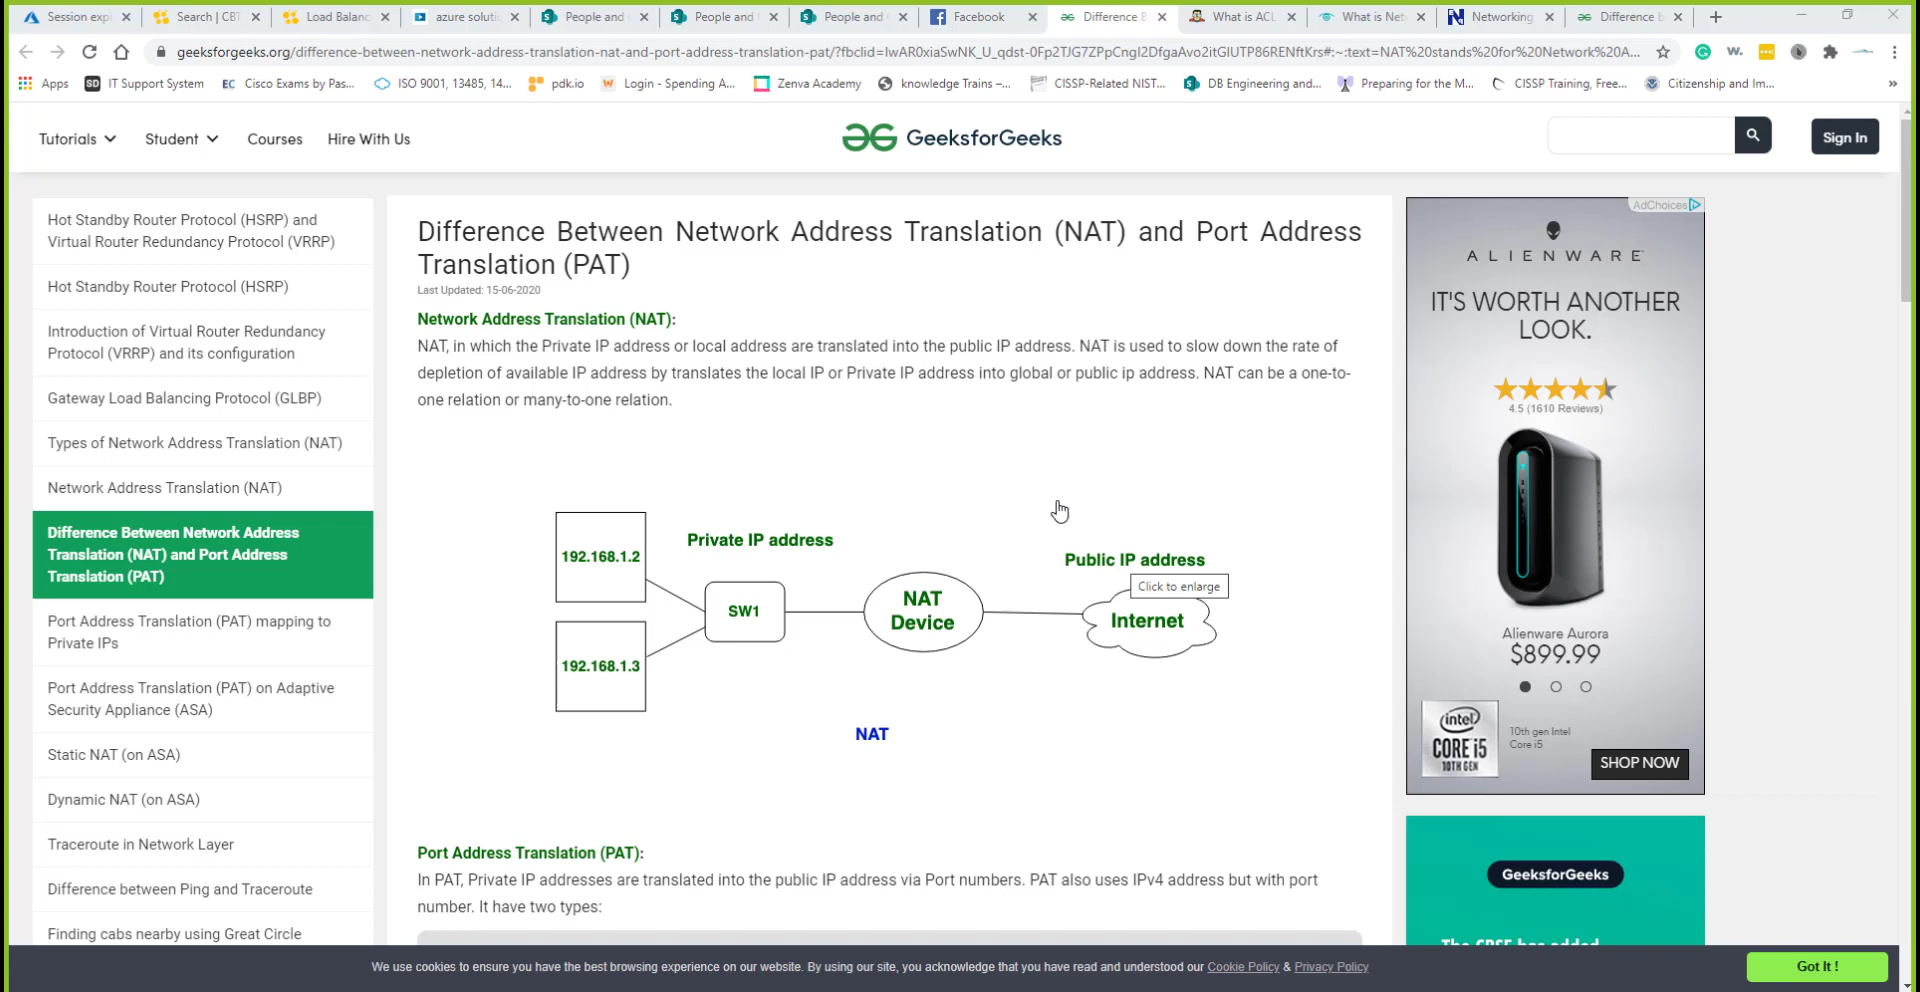 Session exp
Search | CBT
Load Balanc
azure soluti
People and
People and
People and
Facebook
Difference B
What is ACL
What is Netw
Networking
Difference b
geeksforgeeks.org/difference-between-network-address-translation-nat-and-port-address-translation-pat/?fbclid=IwAR0xiaSwNK_U_qdst-0Fp2TJG7ZPpCngI2DfgaAvo2itGIUTP86RENftKrs#:~:text=NAT%20stands%20for%20Network%20A...
Apps
IT Support System
Cisco Exams by Pas...
ISO 9001, 13485, 14...
pdk.io
Login - Spending A...
Zenva Academy
knowledge Trains –...
CISSP-Related NIST...
DB Engineering and...
Preparing for the M...
CISSP Training, Free...
Citizenship and Im...
»
Tutorials
Student
Courses
Hire With Us
GeeksforGeeks
Sign In
Hot Standby Router Protocol (HSRP) and
Virtual Router Redundancy Protocol (VRRP)
Hot Standby Router Protocol (HSRP)
Introduction of Virtual Router Redundancy
Protocol (VRRP) and its configuration
Gateway Load Balancing Protocol (GLBP)
Types of Network Address Translation (NAT)
Network Address Translation (NAT)
Difference Between Network Address
Translation (NAT) and Port Address
Translation (PAT)
Port Address Translation (PAT) mapping to
Private IPs
Port Address Translation (PAT) on Adaptive
Security Appliance (ASA)
Static NAT (on ASA)
Dynamic NAT (on ASA)
Traceroute in Network Layer
Difference between Ping and Traceroute
Finding cabs nearby using Great Circle
Difference Between Network Address Translation (NAT) and Port Address
Translation (PAT)
Last Updated: 15-06-2020
Network Address Translation (NAT):
NAT, in which the Private IP address or local address are translated into the public IP address. NAT is used to slow down the rate of
depletion of available IP address by translates the local IP or Private IP address into global or public ip address. NAT can be a one-to-
one relation or many-to-one relation.
192.168.1.2
Private IP address
Public IP address
Click to enlarge
SW1
NAT
Device
Internet
192.168.1.3
NAT
Port Address Translation (PAT):
In PAT, Private IP addresses are translated into the public IP address via Port numbers. PAT also uses IPv4 address but with port
number. It have two types:
AdChoices
ALIENWARE
IT'S WORTH ANOTHER
LOOK.
4.5 (1610 Reviews)
Alienware Aurora
$899.99
intel
CORE i5
10TH GEN
10th gen Intel
Core i5
SHOP NOW
GeeksforGeeks
We use cookies to ensure you have the best browsing experience on our website. By using our site, you acknowledge that you have read and understood our Cookie Policy & Privacy Policy
Got It !